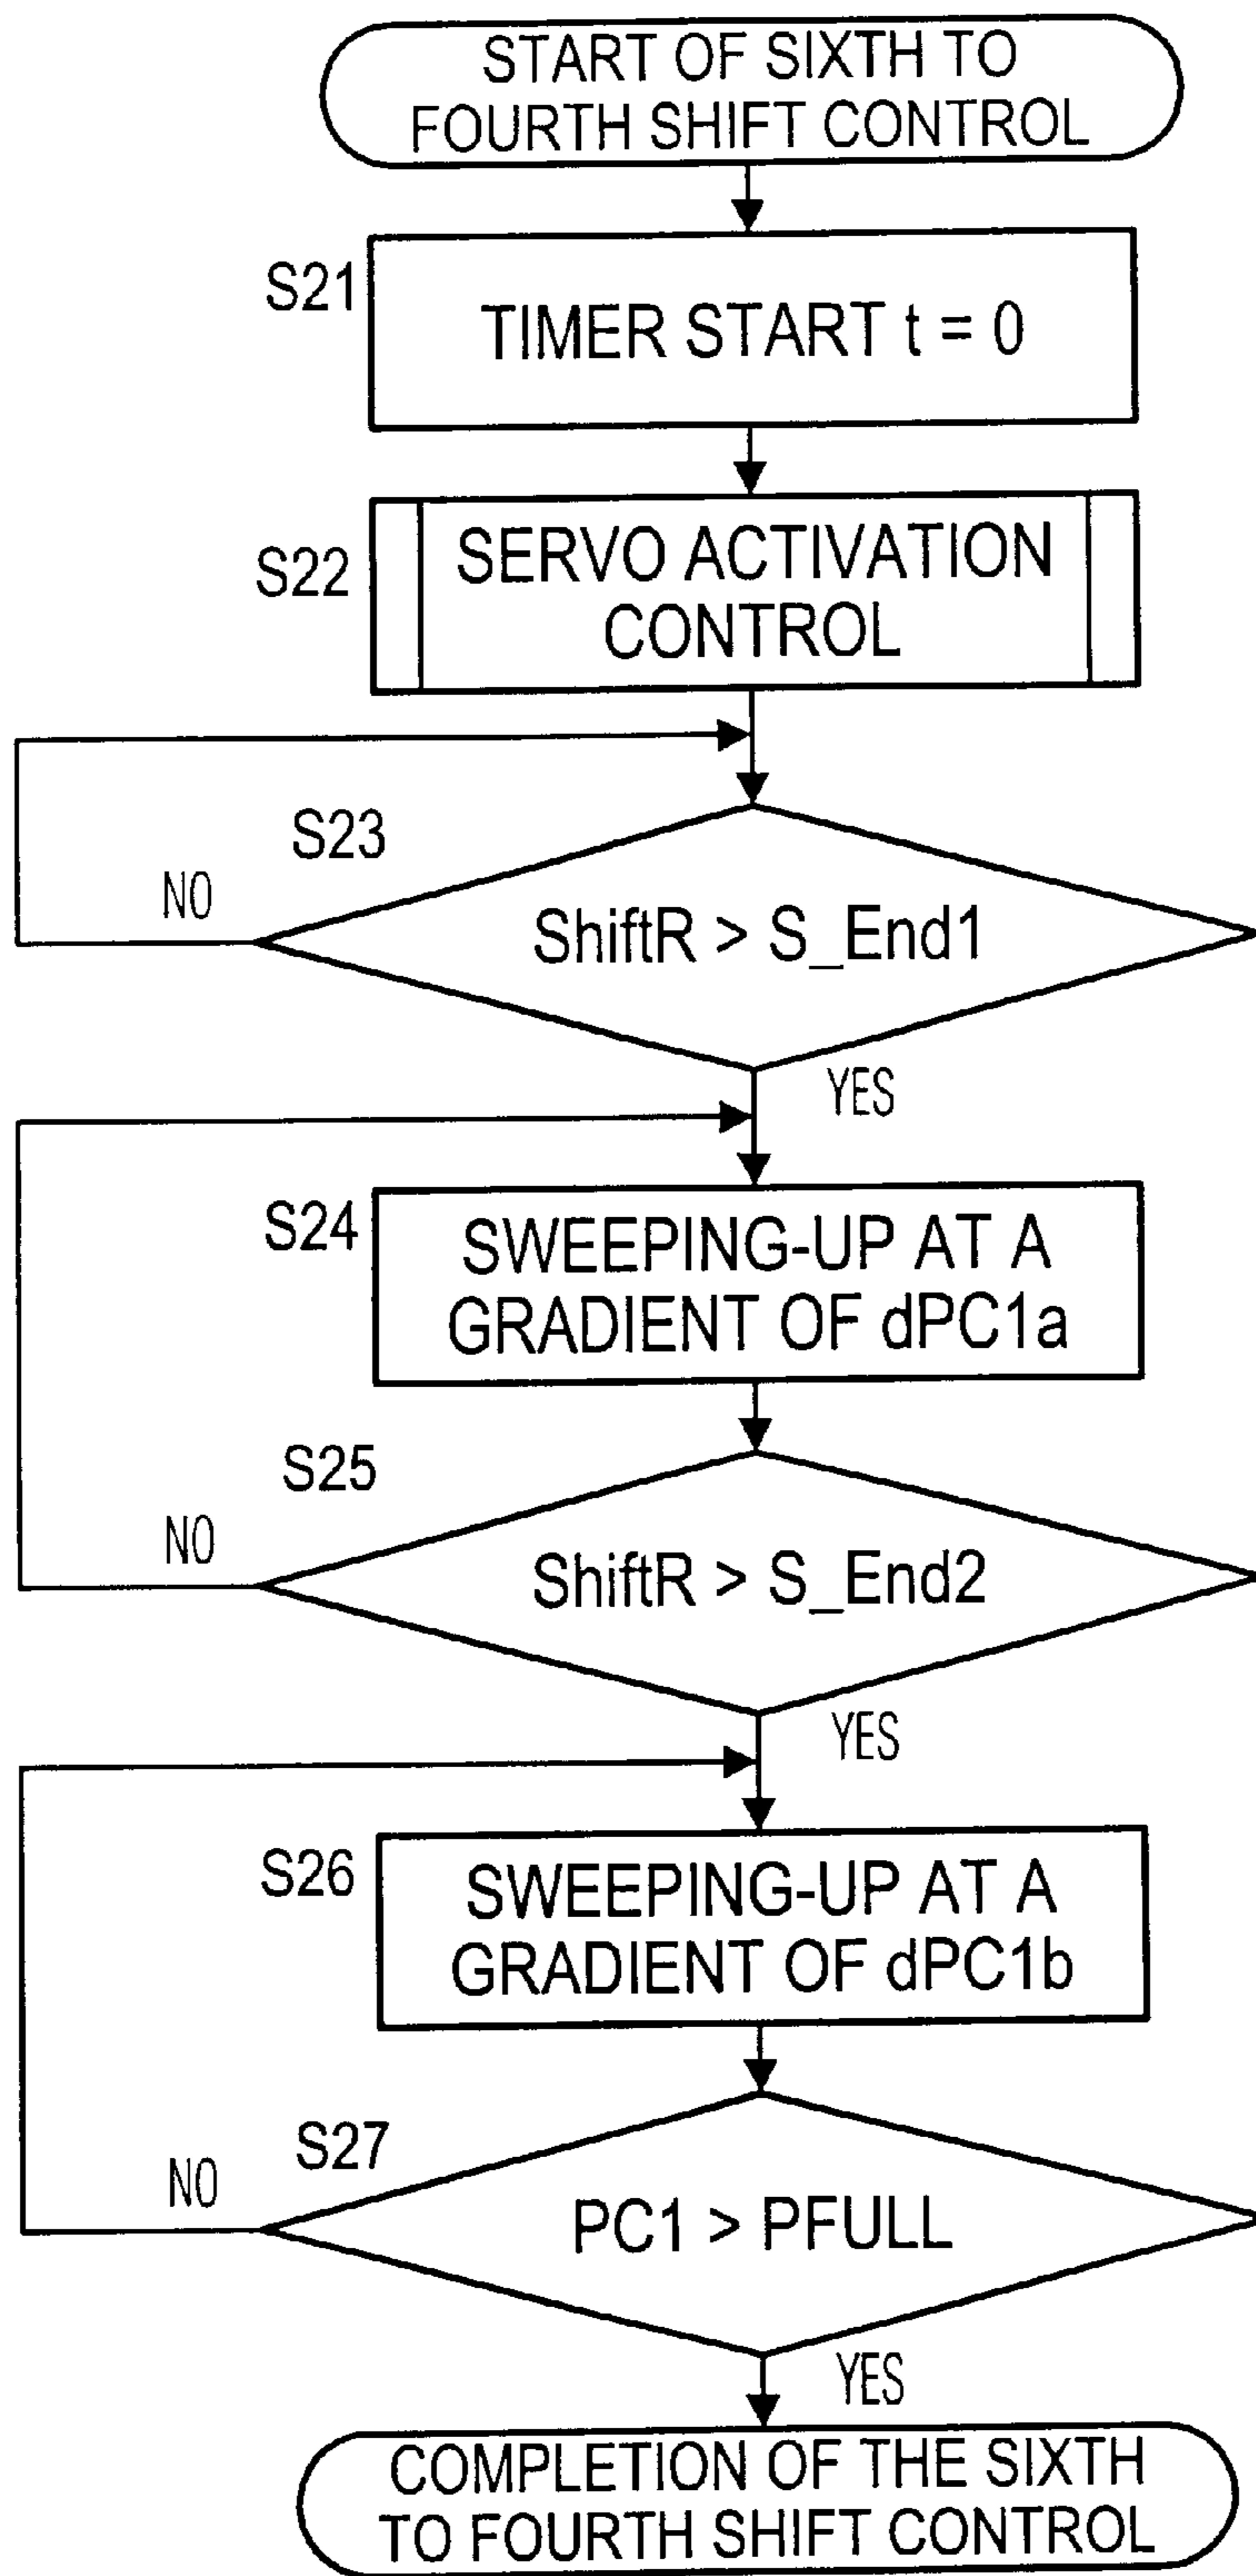 START OF SIXTH TO
FOURTH SHIFT CONTROL
S21
TIMER START t = 0
S22
SERVO ACTIVATION
CONTROL
S23
NO
ShiftR > S_End1
YES
S24
SWEEPING-UP AT A
GRADIENT OF dPC1a
S25
NO
ShiftR > S_End2
YES
S26
SWEEPING-UP AT A
GRADIENT OF dPC1b
S27
NO
PC1 > PFULL
YES
COMPLETION OF THE SIXTH
TO FOURTH SHIFT CONTROL